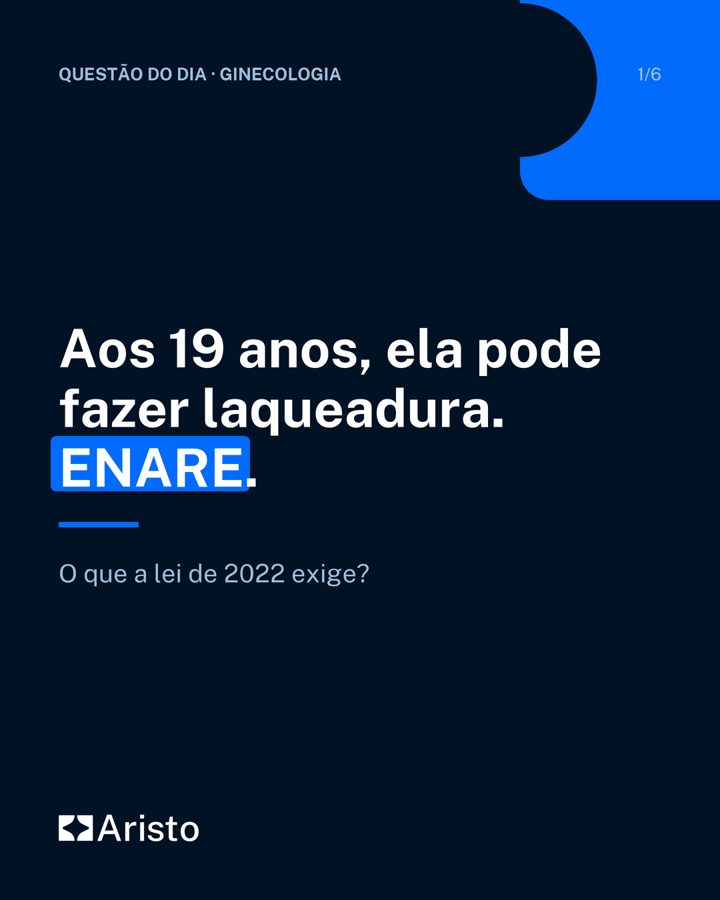 QUESTÃO DO DIA · GINECOLOGIA
1/6
Aos 19 anos, ela pode
fazer laqueadura.
ENARE.
O que a lei de 2022 exige?
Aristo